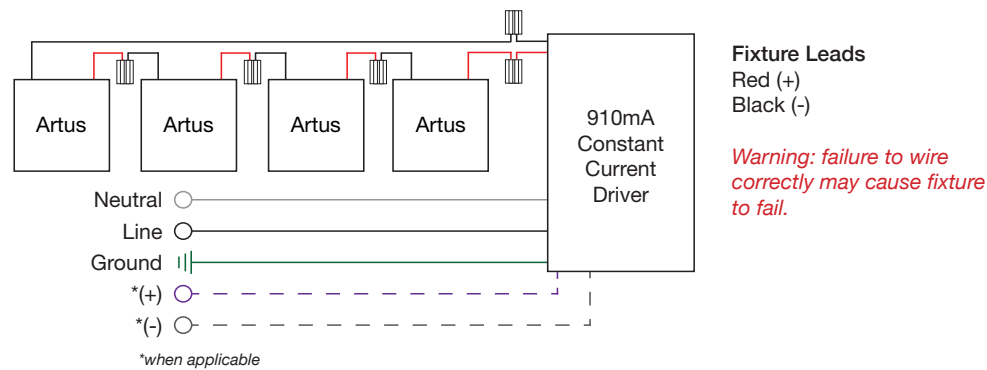 Artus
Artus
Artus
Artus
910mA
Constant
Current
Driver
Fixture Leads
Red (+)
Black (-)
Warning: failure to wire
correctly may cause fixture
to fail.
Neutral
Line
Ground
*(+)
*(-)
*when applicable